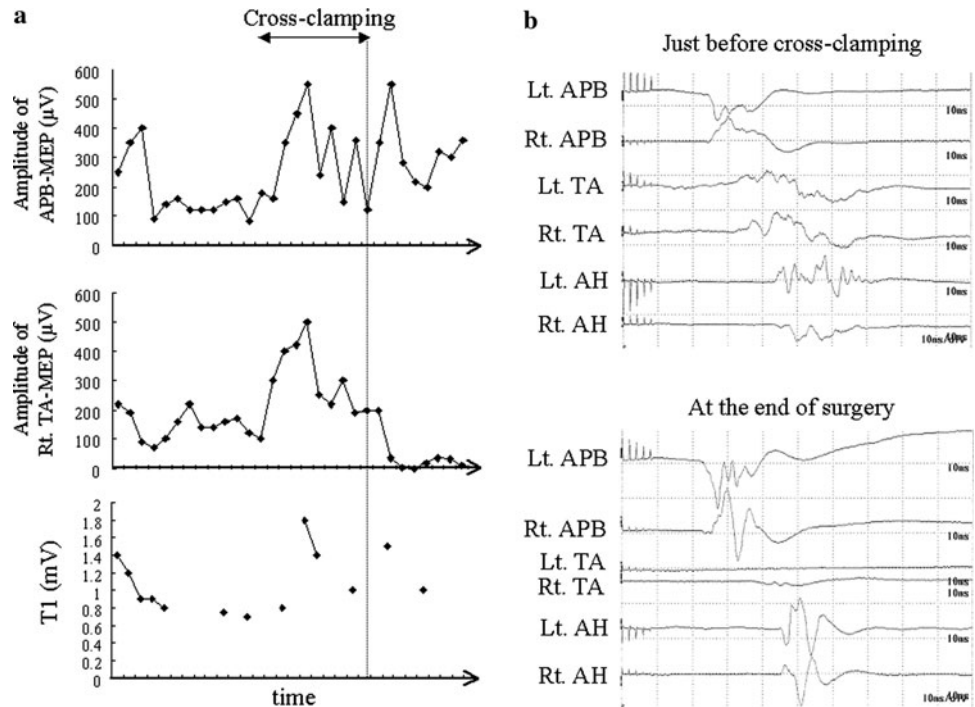 a
Cross-clamping
Amplitude of
APB-MEP (µV)
600
500
400
300
200
100
0
Amplitude of
Rt. TA-MEP (µV)
600
500
400
300
200
100
0
T1 (mV)
2
1.8
1.6
1.4
1.2
1
0.8
0.6
0.4
0.2
0
time
b
Just before cross-clamping
Lt. APB
10ms
Rt. APB
10ms
Lt. TA
10ms
Rt. TA
10ms
Lt. AH
10ms
Rt. AH
10ms/DIV
At the end of surgery
Lt. APB
10ms
Rt. APB
10ms
Lt. TA
10ms
Rt. TA
10ms
Lt. AH
10ms
Rt. AH
10ms/DIV